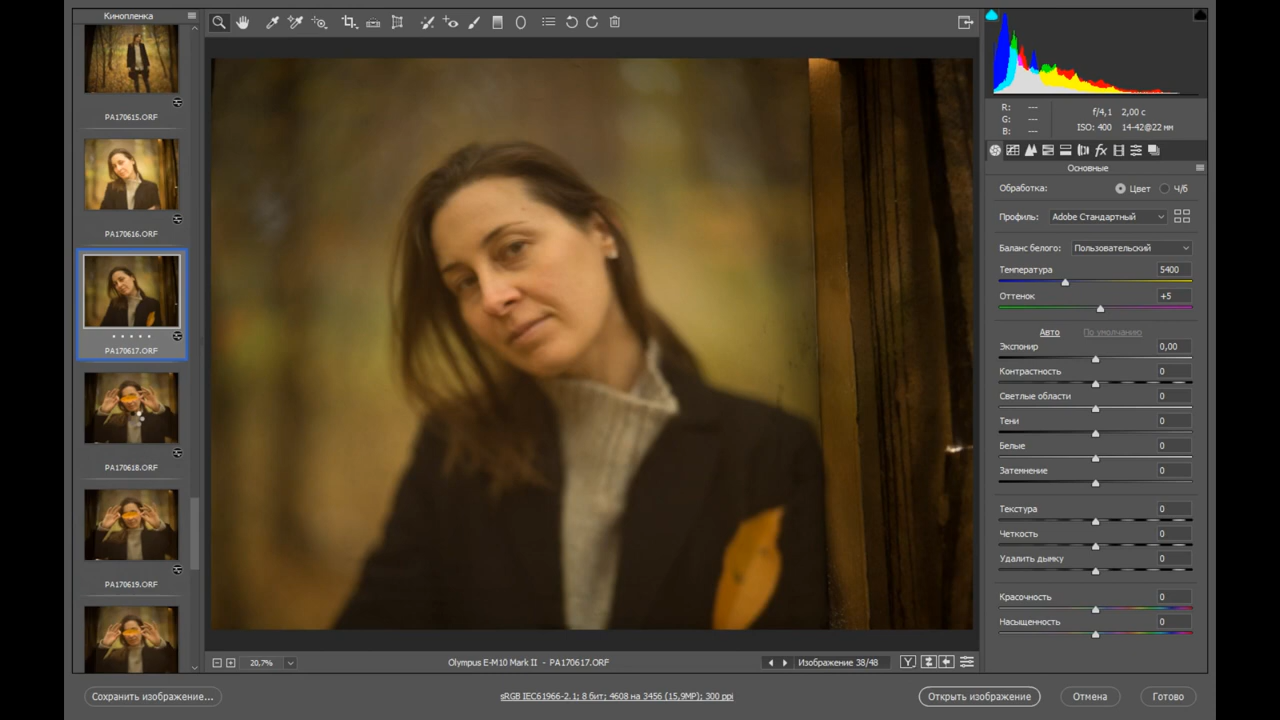 Кинопленка
PA170615.ORF
PA170616.ORF
PA170617.ORF
PA170618.ORF
PA170619.ORF
20,7%
Olympus E-M10 Mark II - PA170617.ORF
Изображение 38/48
Сохранить изображение...
sRGB IEC61966-2.1; 8 бит; 4608 на 3456 (15,9MP); 300 ppi
Открыть изображение
Отмена
Готово
R: ---
G: ---
B: ---
f/4,1 2,00 с
ISO: 400 14-42@22 мм
fx
Основные
Обработка: Цвет Ч/б
Профиль: Adobe Стандартный
Баланс белого: Пользовательский
Температура 5400
Оттенок +5
Авто По умолчанию
Экспонир 0,00
Контрастность 0
Светлые области 0
Тени 0
Белые 0
Затемнение 0
Текстура 0
Четкость 0
Удалить дымку 0
Красочность 0
Насыщенность 0